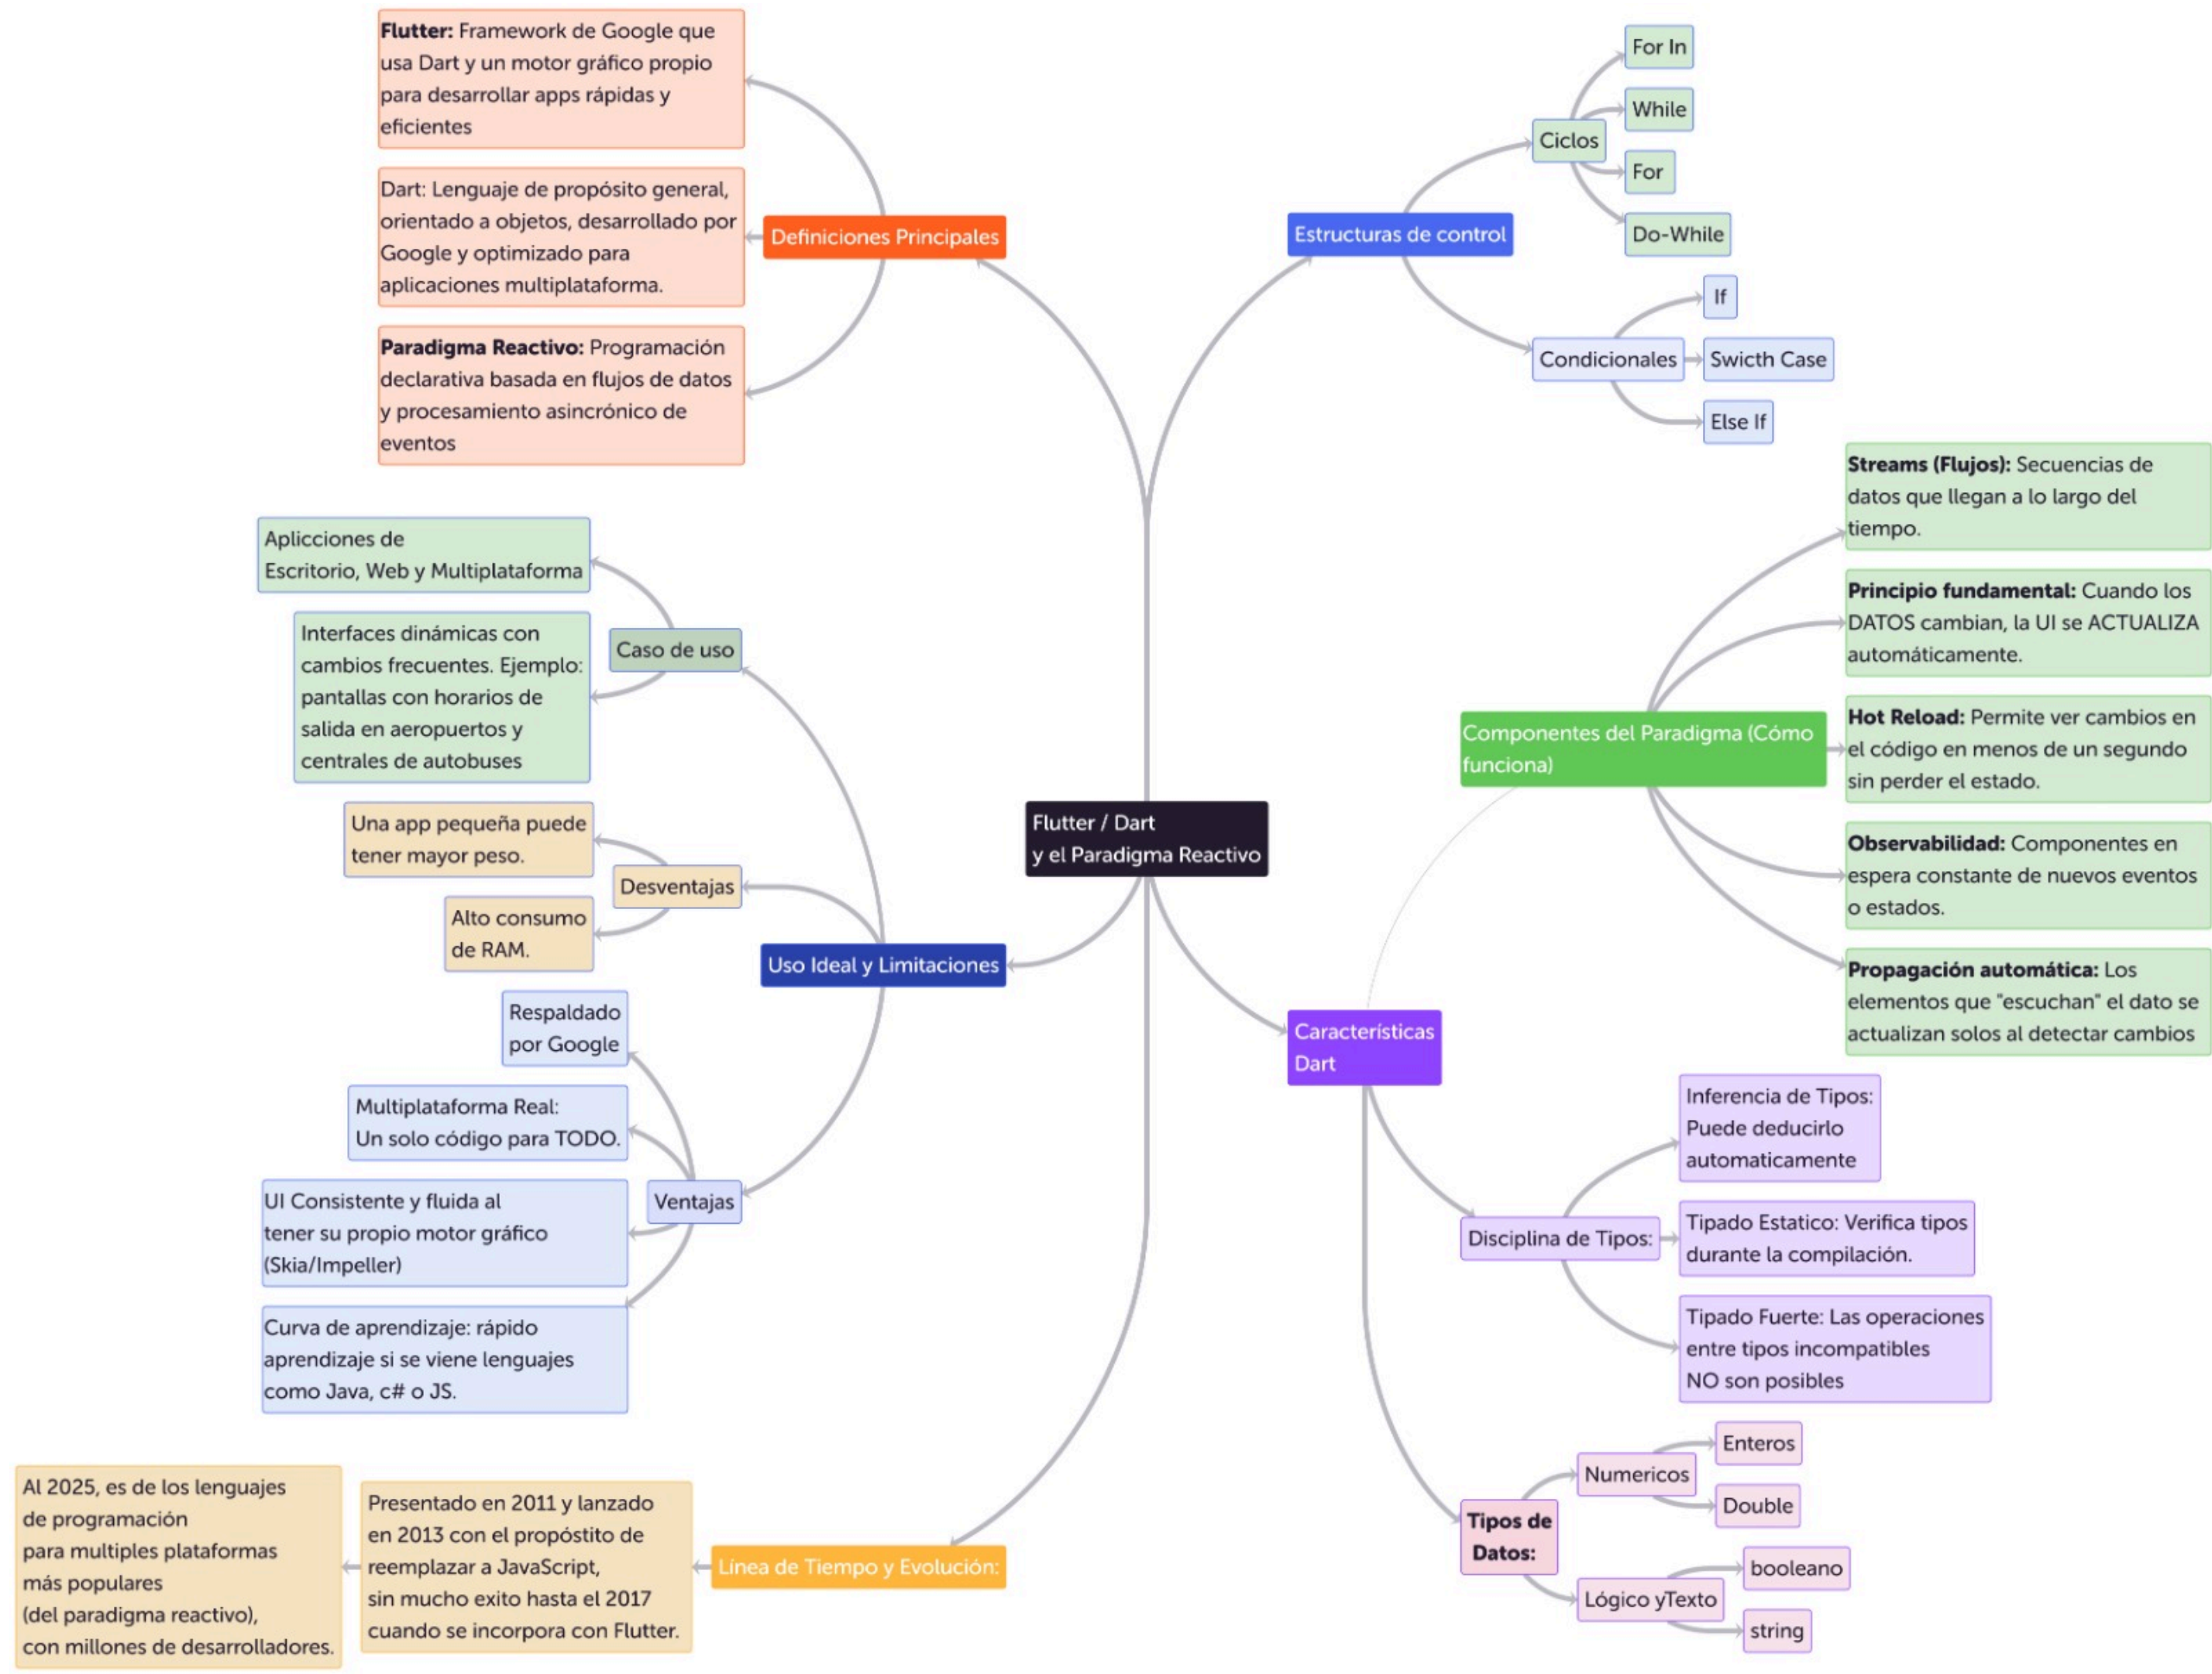 Flutter: Framework de Google que
usa Dart y un motor gráfico propio
para desarrollar apps rápidas y
eficientes
Dart: Lenguaje de propósito general,
orientado a objetos, desarrollado por
Google y optimizado para
aplicaciones multiplataforma.
Paradigma Reactivo: Programación
declarativa basada en flujos de datos
y procesamiento asincrónico de
eventos
Definiciones Principales
Aplicciones de
Escritorio, Web y Multiplataforma
Interfaces dinámicas con
cambios frecuentes. Ejemplo:
pantallas con horarios de
salida en aeropuertos y
centrales de autobuses
Caso de uso
Una app pequeña puede
tener mayor peso.
Alto consumo
de RAM.
Desventajas
Uso Ideal y Limitaciones
Respaldado
por Google
Multiplataforma Real:
Un solo código para TODO.
UI Consistente y fluida al
tener su propio motor gráfico
(Skia/Impeller)
Curva de aprendizaje: rápido
aprendizaje si se viene lenguajes
como Java, c# o JS.
Ventajas
Al 2025, es de los lenguajes
de programación
para multiples plataformas
más populares
(del paradigma reactivo),
con millones de desarrolladores.
Presentado en 2011 y lanzado
en 2013 con el propóstito de
reemplazar a JavaScript,
sin mucho exito hasta el 2017
cuando se incorpora con Flutter.
Línea de Tiempo y Evolución:
Flutter / Dart
y el Paradigma Reactivo
Estructuras de control
Ciclos
For In
While
For
Do-While
Condicionales
If
Swicth Case
Else If
Componentes del Paradigma (Cómo
funciona)
Streams (Flujos): Secuencias de
datos que llegan a lo largo del
tiempo.
Principio fundamental: Cuando los
DATOS cambian, la UI se ACTUALIZA
automáticamente.
Hot Reload: Permite ver cambios en
el código en menos de un segundo
sin perder el estado.
Observabilidad: Componentes en
espera constante de nuevos eventos
o estados.
Propagación automática: Los
elementos que "escuchan" el dato se
actualizan solos al detectar cambios
Características
Dart
Disciplina de Tipos:
Inferencia de Tipos:
Puede deducirlo
automaticamente
Tipado Estatico: Verifica tipos
durante la compilación.
Tipado Fuerte: Las operaciones
entre tipos incompatibles
NO son posibles
Tipos de
Datos:
Numericos
Enteros
Double
Lógico yTexto
booleano
string